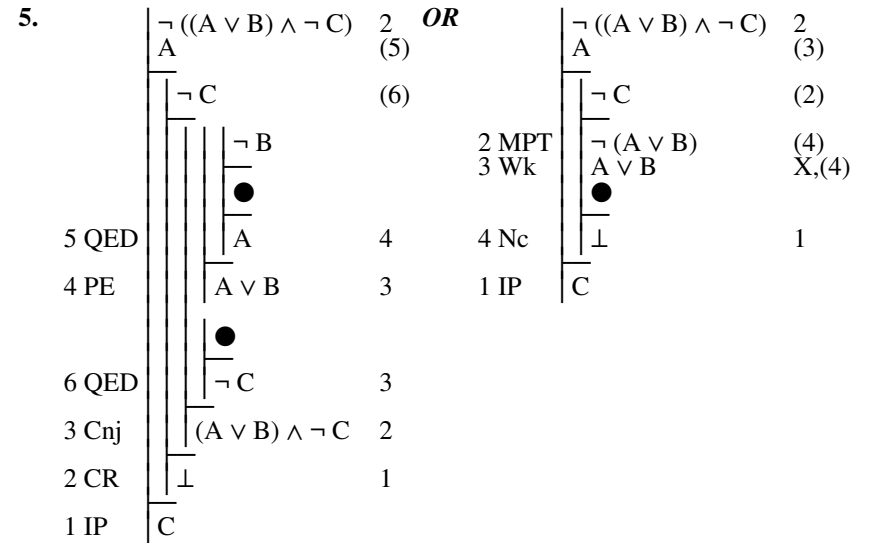 5. ¬ ((A ∨ B) ∧ ¬ C) 2 OR
A (5)
¬ C (6)
¬ B
●
5 QED A 4
4 PE A ∨ B 3
●
6 QED ¬ C 3
3 Cnj (A ∨ B) ∧ ¬ C 2
2 CR ⊥ 1
1 IP C
¬ ((A ∨ B) ∧ ¬ C) 2
A (3)
¬ C (2)
2 MPT ¬ (A ∨ B) (4)
3 Wk A ∨ B X,(4)
●
4 Nc ⊥ 1
1 IP C